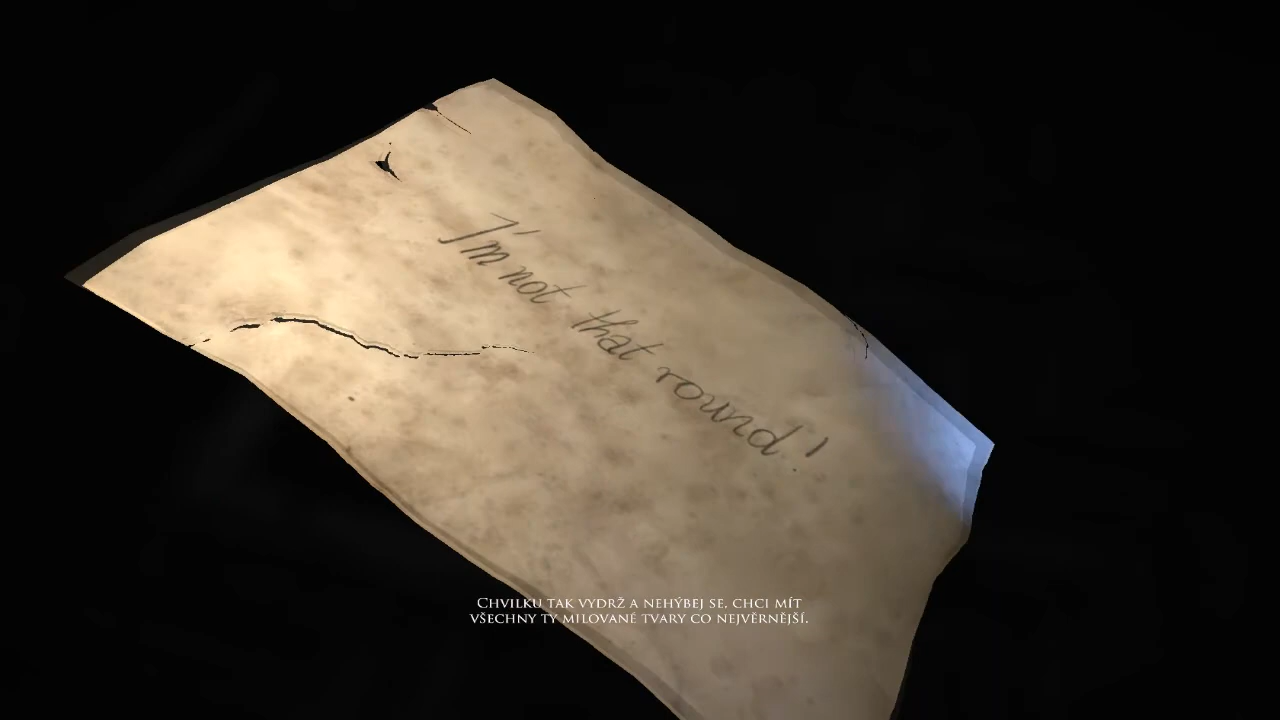 I'm not that round!
Chvilku tak vydrž a nehýbej se, chci mít
všechny ty milované tvary co nejvěrnější.